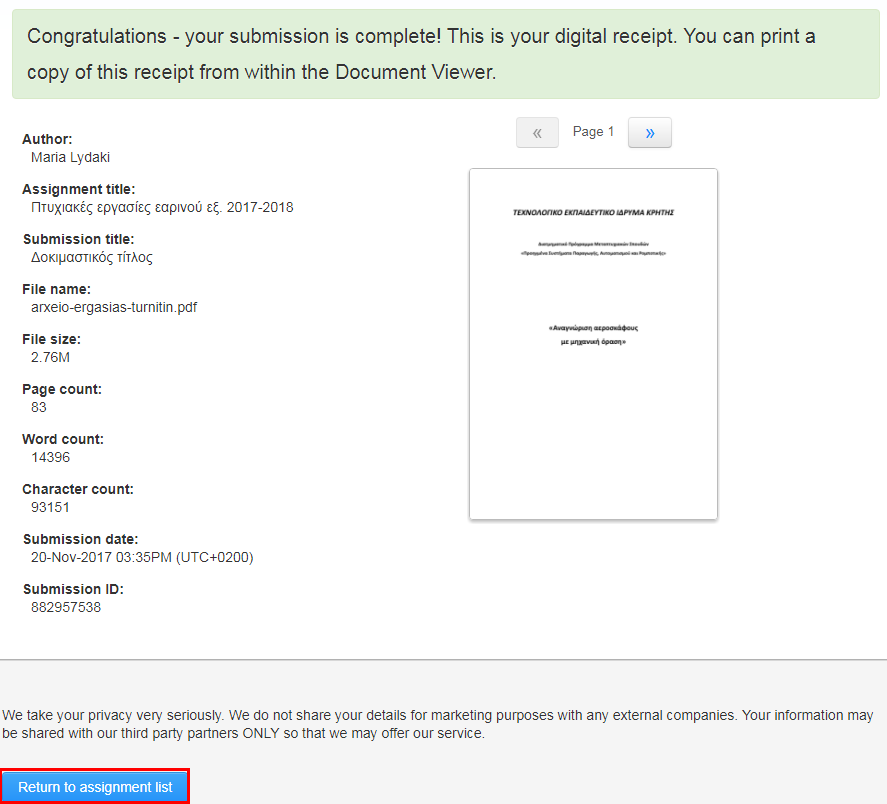 Congratulations - your submission is complete! This is your digital receipt. You can print a
copy of this receipt from within the Document Viewer.
Author:
Maria Lydaki
Assignment title:
Πτυχιακές εργασίες εαρινού εξ. 2017-2018
Submission title:
Δοκιμαστικός τίτλος
File name:
arxeio-ergasias-turnitin.pdf
File size:
2.76M
Page count:
83
Word count:
14396
Character count:
93151
Submission date:
20-Nov-2017 03:35PM (UTC+0200)
Submission ID:
882957538
« Page 1 »
ΤΕΧΝΟΛΟΓΙΚΟ ΕΚΠΑΙΔΕΥΤΙΚΟ ΙΔΡΥΜΑ ΚΡΗΤΗΣ
Διατμηματικό Πρόγραμμα Μεταπτυχιακών Σπουδών
«Προηγμένα Συστήματα Παραγωγής, Αυτοματισμού και Ρομποτικής»
«Αναγνώριση αεροσκάφους
με μηχανική όραση»
We take your privacy very seriously. We do not share your details for marketing purposes with any external companies. Your information may
be shared with our third party partners ONLY so that we may offer our service.
Return to assignment list